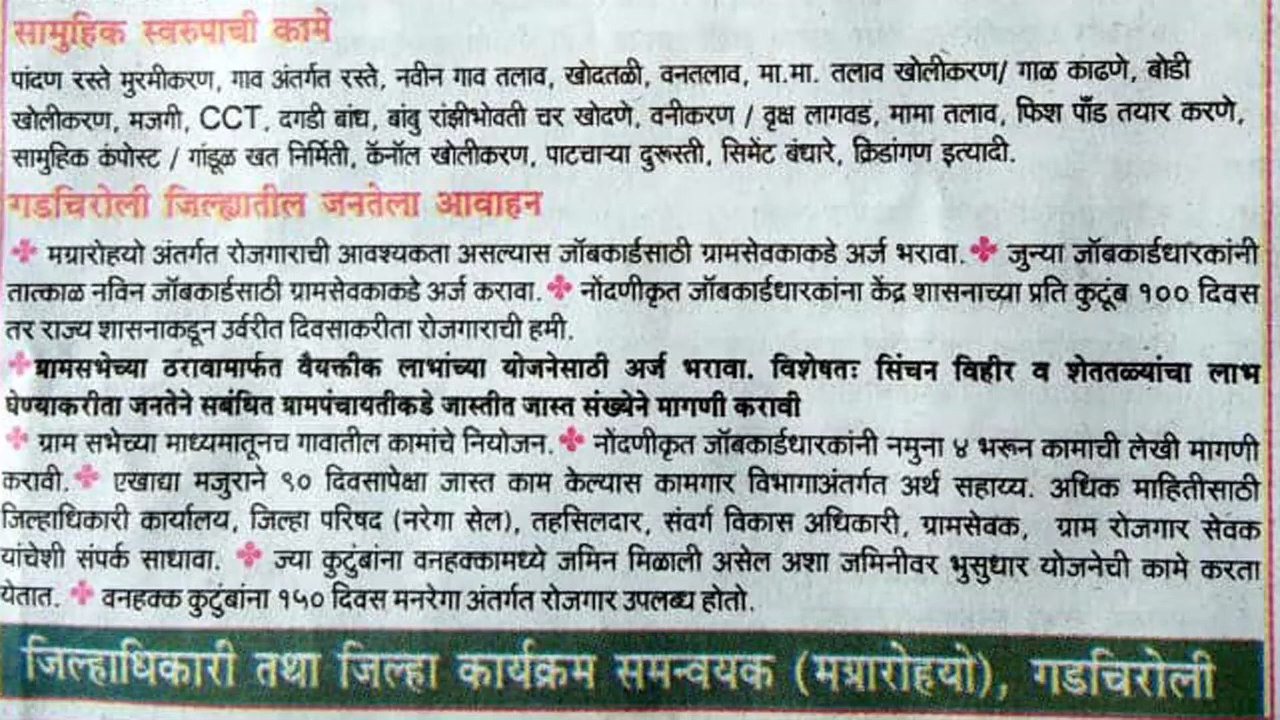 सामुहिक स्वरुपाची कामे
पांदण रस्ते मुरमीकरण, गाव अंतर्गत रस्ते, नवीन गाव तलाव, खोदतळी, वनतलाव, मा.मा. तलाव खोलीकरण/ गाळ काढणे, बोडी
खोलीकरण, मजगी, CCT, दगडी बांध, बांबु रांझीभोवती चर खोदणे, वनीकरण / वृक्ष लागवड, मामा तलाव, फिश पाँड तयार करणे,
सामुहिक कंपोस्ट / गांडूळ खत निर्मिती, कॅनॉल खोलीकरण, पाटचाऱ्या दुरूस्ती, सिमेंट बंधारे, क्रिडांगण इत्यादी.
गडचिरोली जिल्ह्यातील जनतेला आवाहन
✤ मग्रारोहयो अंतर्गत रोजगाराची आवश्यकता असल्यास जॉबकार्डसाठी ग्रामसेवकाकडे अर्ज भरावा. ✤ जुन्या जॉबकार्डधारकांनी
तात्काळ नविन जॉबकार्डसाठी ग्रामसेवकाकडे अर्ज करावा. ✤ नोंदणीकृत जॉबकार्डधारकांना केंद्र शासनाच्या प्रति कुटूंब १०० दिवस
तर राज्य शासनाकडून उर्वरीत दिवसाकरीता रोजगाराची हमी.
✤ ग्रामसभेच्या ठरावामार्फत वैयक्तीक लाभांच्या योजनेसाठी अर्ज भरावा. विशेषतः सिंचन विहीर व शेततळ्यांचा लाभ
घेण्याकरीता जनतेने सबंधित ग्रामपंचायतीकडे जास्तीत जास्त संख्येने मागणी करावी
✤ ग्राम सभेच्या माध्यमातूनच गावातील कामांचे नियोजन. ✤ नोंदणीकृत जॉबकार्डधारकांनी नमुना ४ भरून कामाची लेखी मागणी
करावी. ✤ एखाद्या मजुराने ९० दिवसापेक्षा जास्त काम केल्यास कामगार विभागाअंतर्गत अर्थ सहाय्य. अधिक माहितीसाठी
जिल्हाधिकारी कार्यालय, जिल्हा परिषद (नरेगा सेल), तहसिलदार, संवर्ग विकास अधिकारी, ग्रामसेवक, ग्राम रोजगार सेवक
यांचेशी संपर्क साधावा. ✤ ज्या कुटुंबांना वनहक्कामध्ये जमिन मिळाली असेल अशा जमिनीवर भुसुधार योजनेची कामे करता
येतात. ✤ वनहक्क कुटुंबांना १५० दिवस मनरेगा अंतर्गत रोजगार उपलब्ध होतो.
जिल्हाधिकारी तथा जिल्हा कार्यक्रम समन्वयक (मग्रारोहयो), गडचिरोली